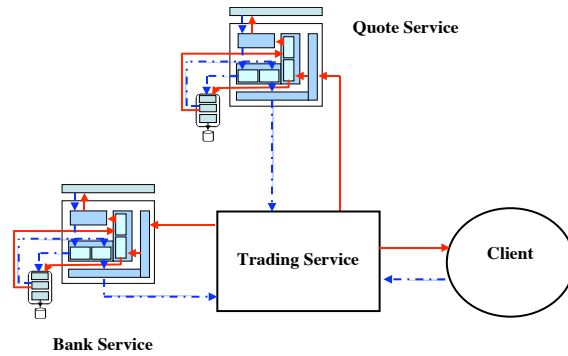 Quote Service
Trading Service
Client
Bank Service